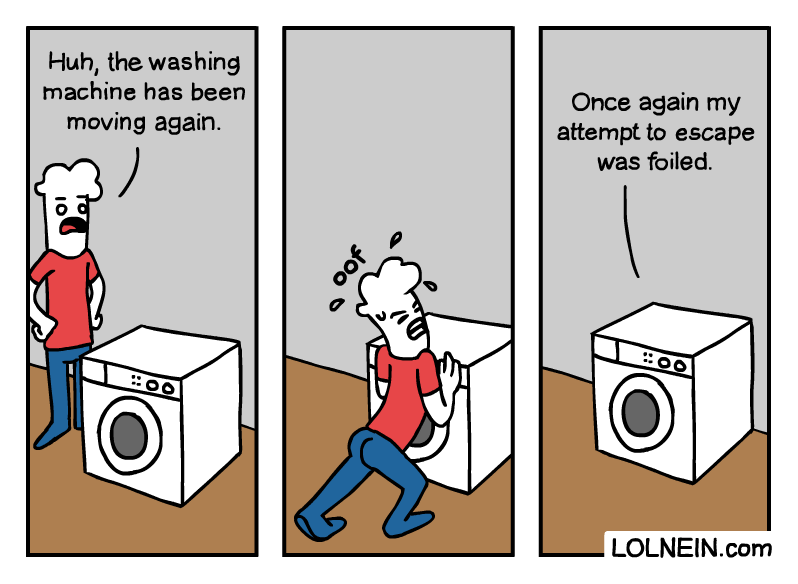 Huh, the washing
machine has been
moving again.
oof
Once again my
attempt to escape
was foiled.
LOLNEIN.com